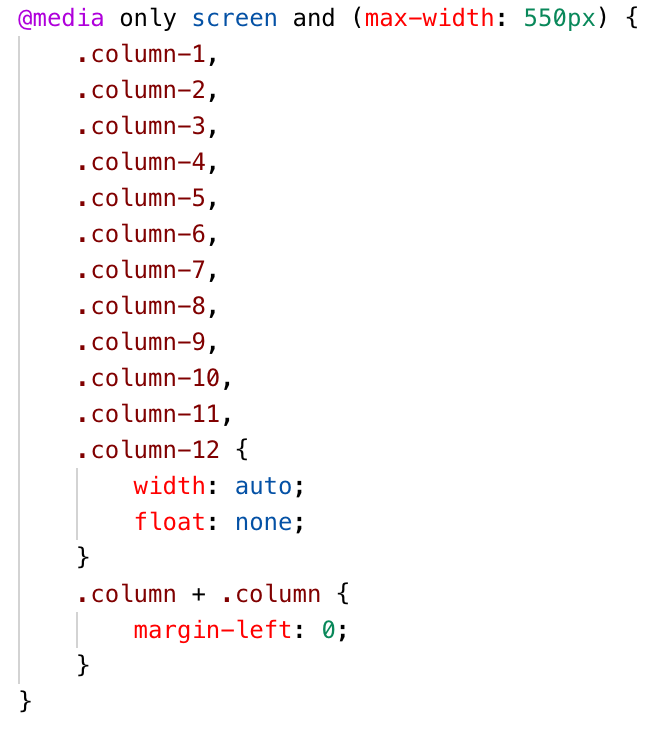 @media only screen and (max-width: 550px) {
    .column-1,
    .column-2,
    .column-3,
    .column-4,
    .column-5,
    .column-6,
    .column-7,
    .column-8,
    .column-9,
    .column-10,
    .column-11,
    .column-12 {
        width: auto;
        float: none;
    }
    .column + .column {
        margin-left: 0;
    }
}